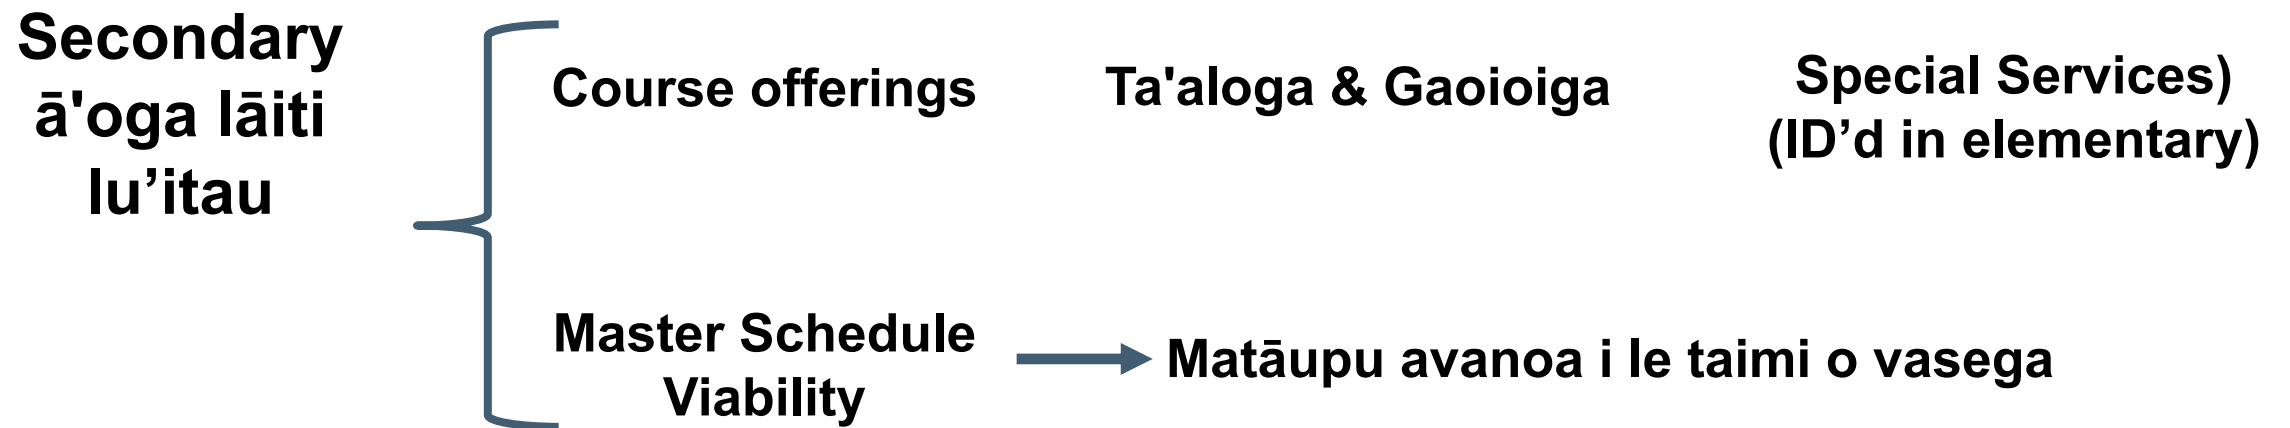 Secondary
ā'oga lāiti
lu’itau
Course offerings
Ta'aloga & Gaoioiga
Special Services)
(ID’d in elementary)
Master Schedule
Viability
Matāupu avanoa i le taimi o vasega